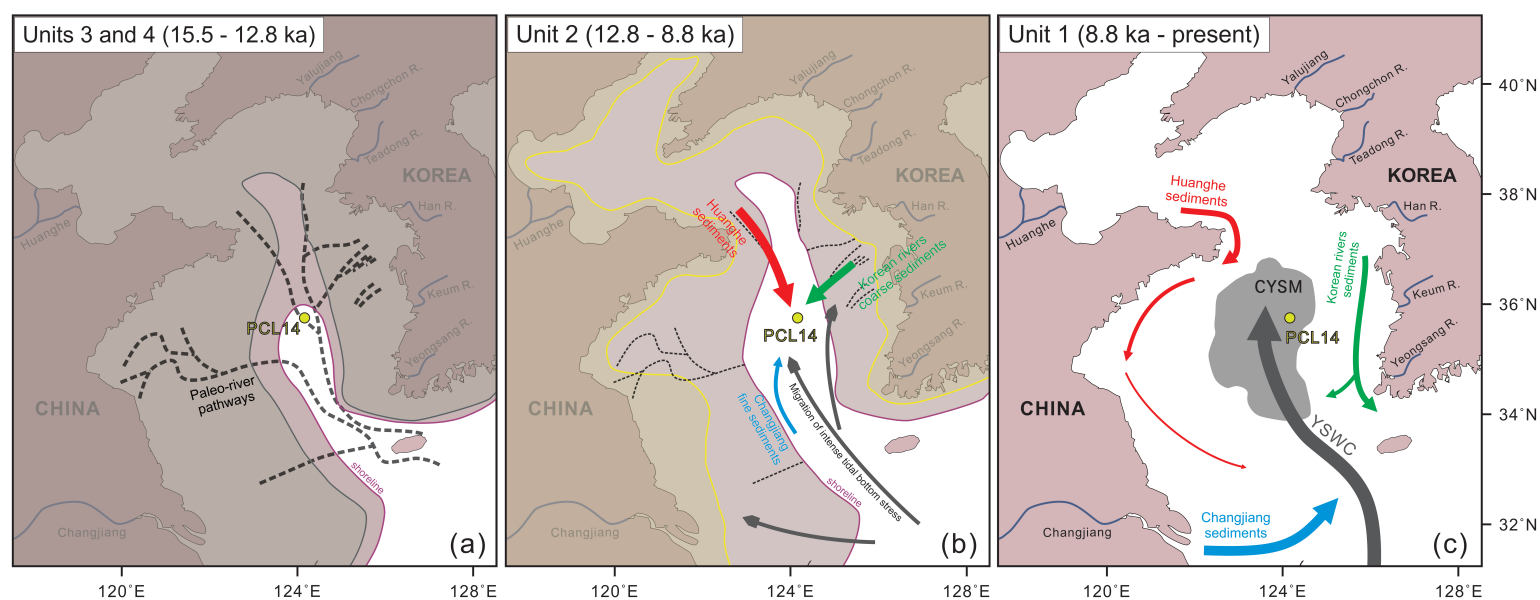 Units 3 and 4 (15.5 - 12.8 ka)
Yalujiang
Chongchon R.
Teadong R.
KOREA
Han R.
Huanghe
Keum R.
PCL14
Yeongsang R.
Paleo-river
pathways
CHINA
shoreline
Changjiang
(a)
120°E
124°E
128°E
Unit 2 (12.8 - 8.8 ka)
Yalujiang
Chongchon R.
Teadong R.
KOREA
Han R.
Huanghe
Huanghe
sediments
Korean rivers
coarse sediments
Keum R.
PCL14
Yeongsang R.
CHINA
Changjiang
fine sediments
Migration of intense tidal bottom stress
shoreline
Changjiang
(b)
120°E
124°E
128°E
Unit 1 (8.8 ka - present)
Yalujiang
Chongchon R.
Teadong R.
KOREA
Huanghe
sediments
Han R.
Huanghe
Korean rivers
sediments
CYSM
Keum R.
PCL14
Yeongsang R.
CHINA
YSWC
Changjiang
sediments
Changjiang
(c)
40°N
38°N
36°N
34°N
32°N
120°E
124°E
128°E